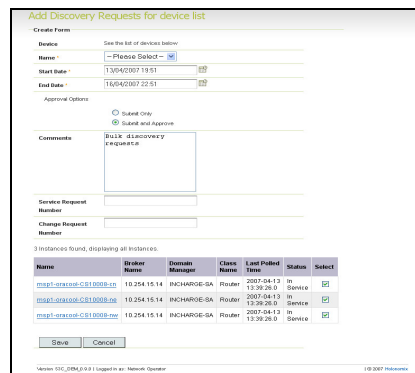 Add Discovery Requests for device list
Create Form
Device See the list of devices below
Name * -- Please Select --
Start Date * 13/04/2007 19:51
End Date * 16/04/2007 22:51
Approval Options
Submit Only
Submit and Approve
Comments Bulk discovery
requests
Service Request
Number
Change Request
Number
3 Instances found, displaying all Instances.
Name Broker Name Domain Manager Class Name Last Polled Time Status Select
msp1-oracool-CS10008-cn 10.254.15.14 INCHARGE-SA Router 2007-04-13 13:39:26.0 In Service
msp1-oracool-CS10008-ne 10.254.15.14 INCHARGE-SA Router 2007-04-13 13:39:26.0 In Service
msp1-oracool-CS10008-nw 10.254.15.14 INCHARGE-SA Router 2007-04-13 13:39:26.0 In Service
Save Cancel
Logged in as: Network Operator